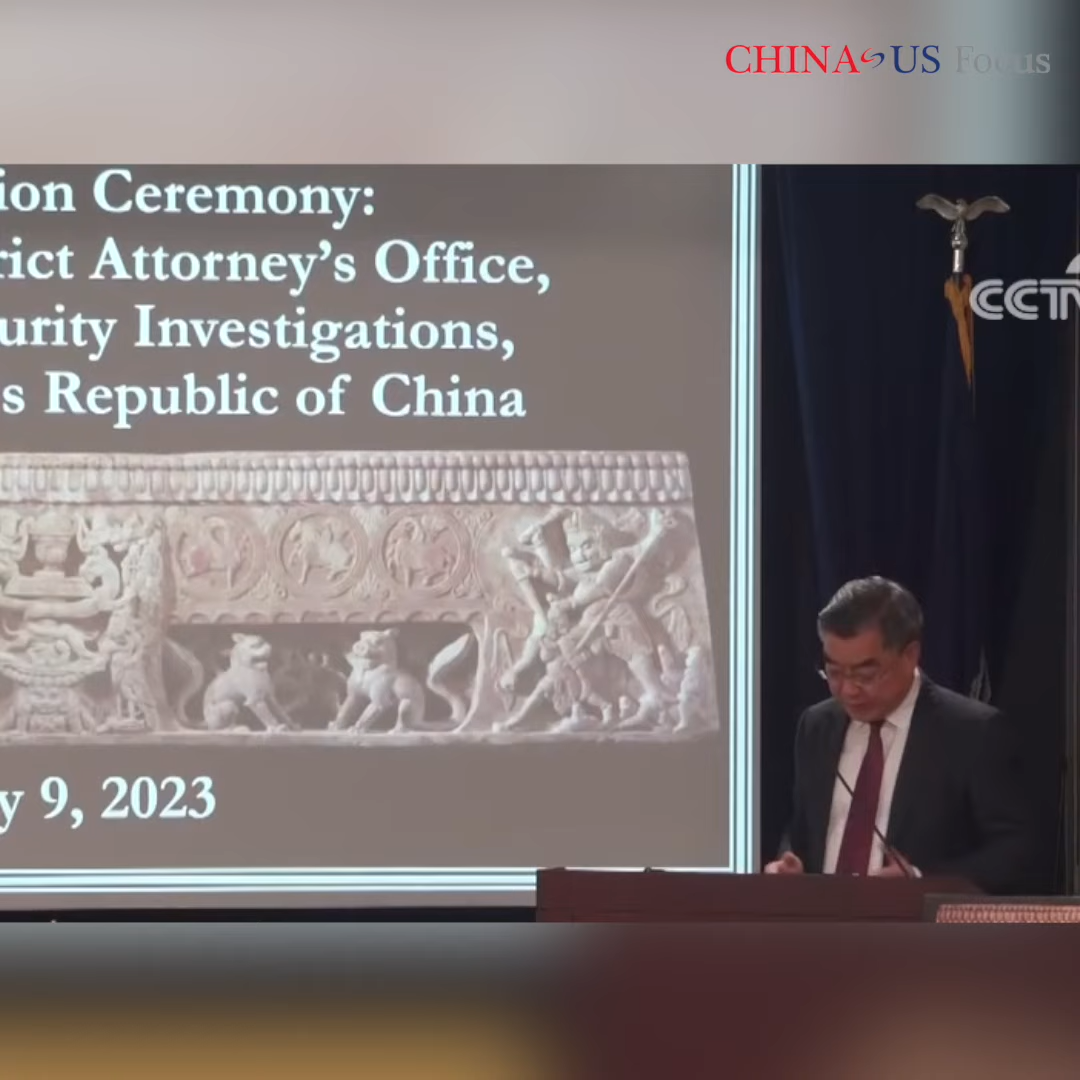 CHINA US Focus
ion Ceremony:
rict Attorney's Office,
urity Investigations,
s Republic of China
CCTV
y 9, 2023